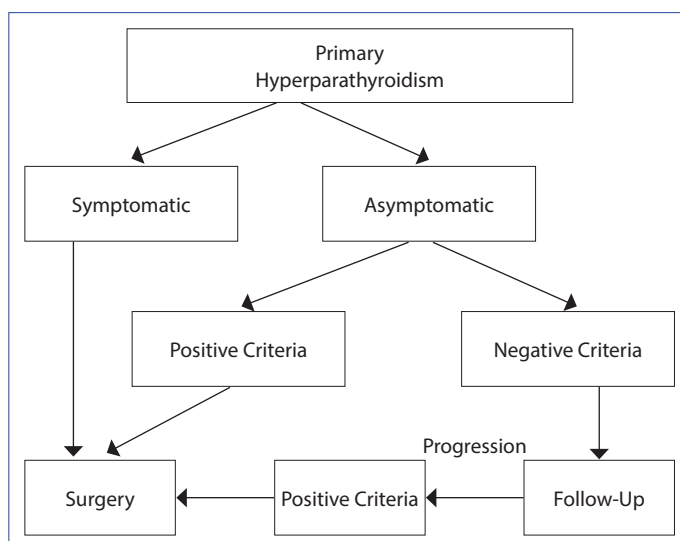 Primary
Hyperparathyroidism
Symptomatic
Asymptomatic
Positive Criteria
Negative Criteria
Progression
Surgery
Positive Criteria
Follow-Up